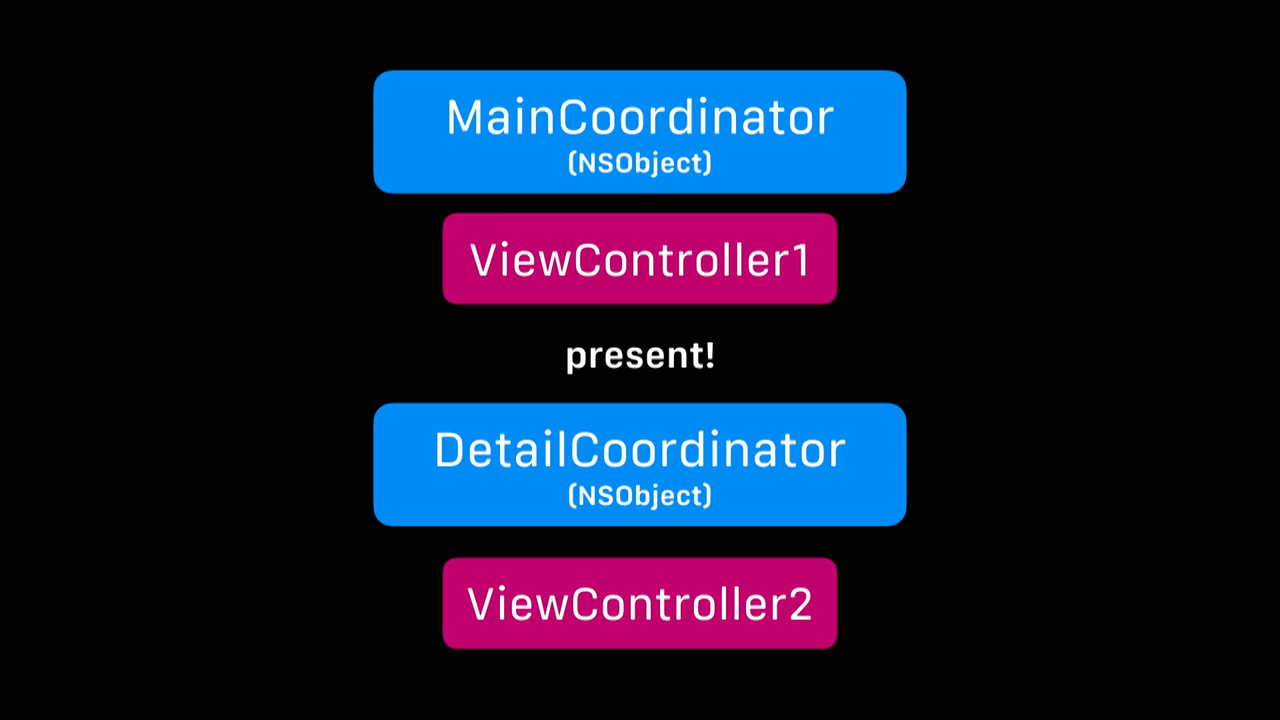 MainCoordinator
(NSObject)
ViewController1
present!
DetailCoordinator
(NSObject)
ViewController2